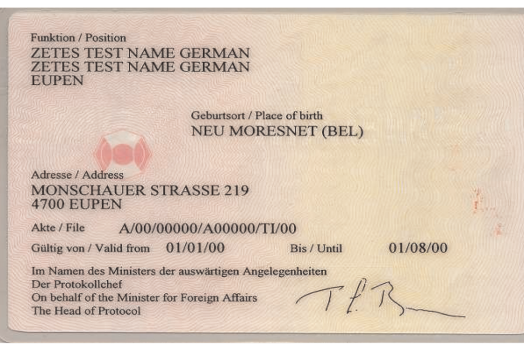 Funktion / Position
ZETES TEST NAME GERMAN
ZETES TEST NAME GERMAN
EUPEN
Geburtsort / Place of birth
NEU MORESNET (BEL)
Adresse / Address
MONSCHAUER STRASSE 219
4700 EUPEN
Akte / File A/00/00000/A00000/TI/00
Gültig von / Valid from 01/01/00 Bis / Until 01/08/00
Im Namen des Ministers der auswärtigen Angelegenheiten
Der Protokollchef
On behalf of the Minister for Foreign Affairs
The Head of Protocol